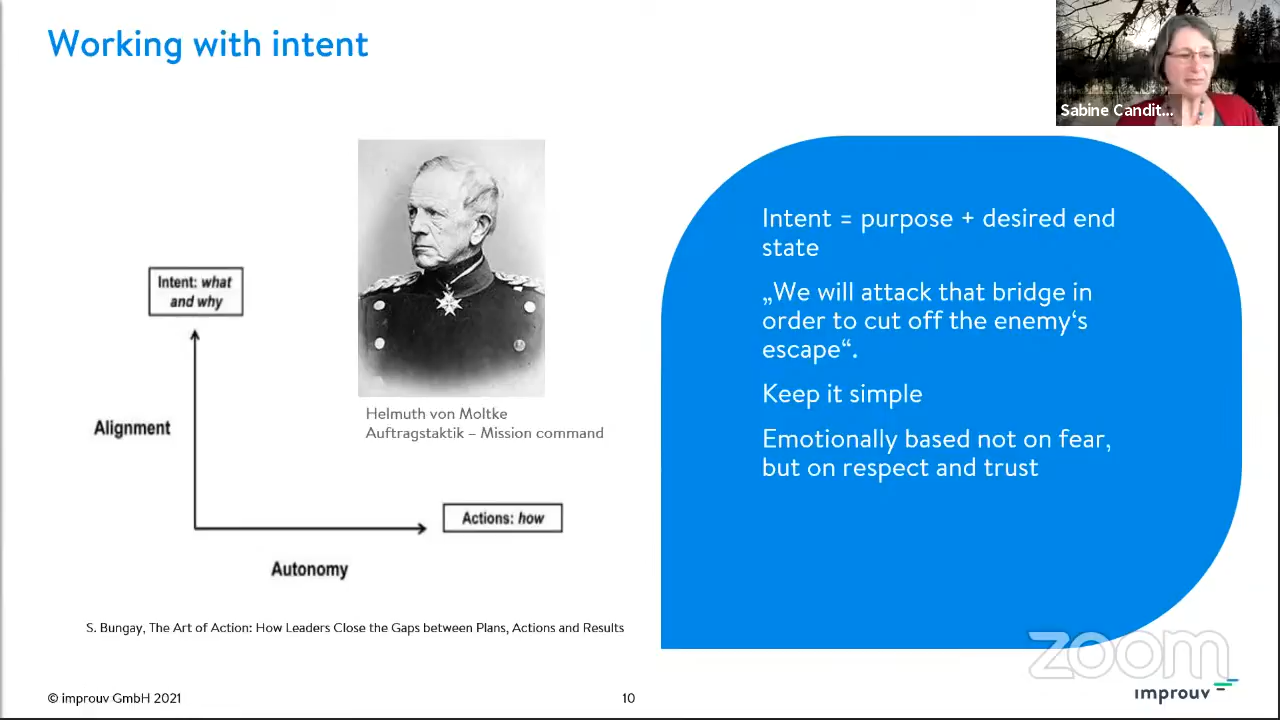 Working with intent
Sabine Candit...
Intent: what
and why
Alignment
Autonomy
Actions: how
Helmuth von Moltke
Auftragstaktik – Mission command
S. Bungay, The Art of Action: How Leaders Close the Gaps between Plans, Actions and Results
Intent = purpose + desired end
state
„We will attack that bridge in
order to cut off the enemy‘s
escape“.
Keep it simple
Emotionally based not on fear,
but on respect and trust
zoom
improuv
© improuv GmbH 2021
10